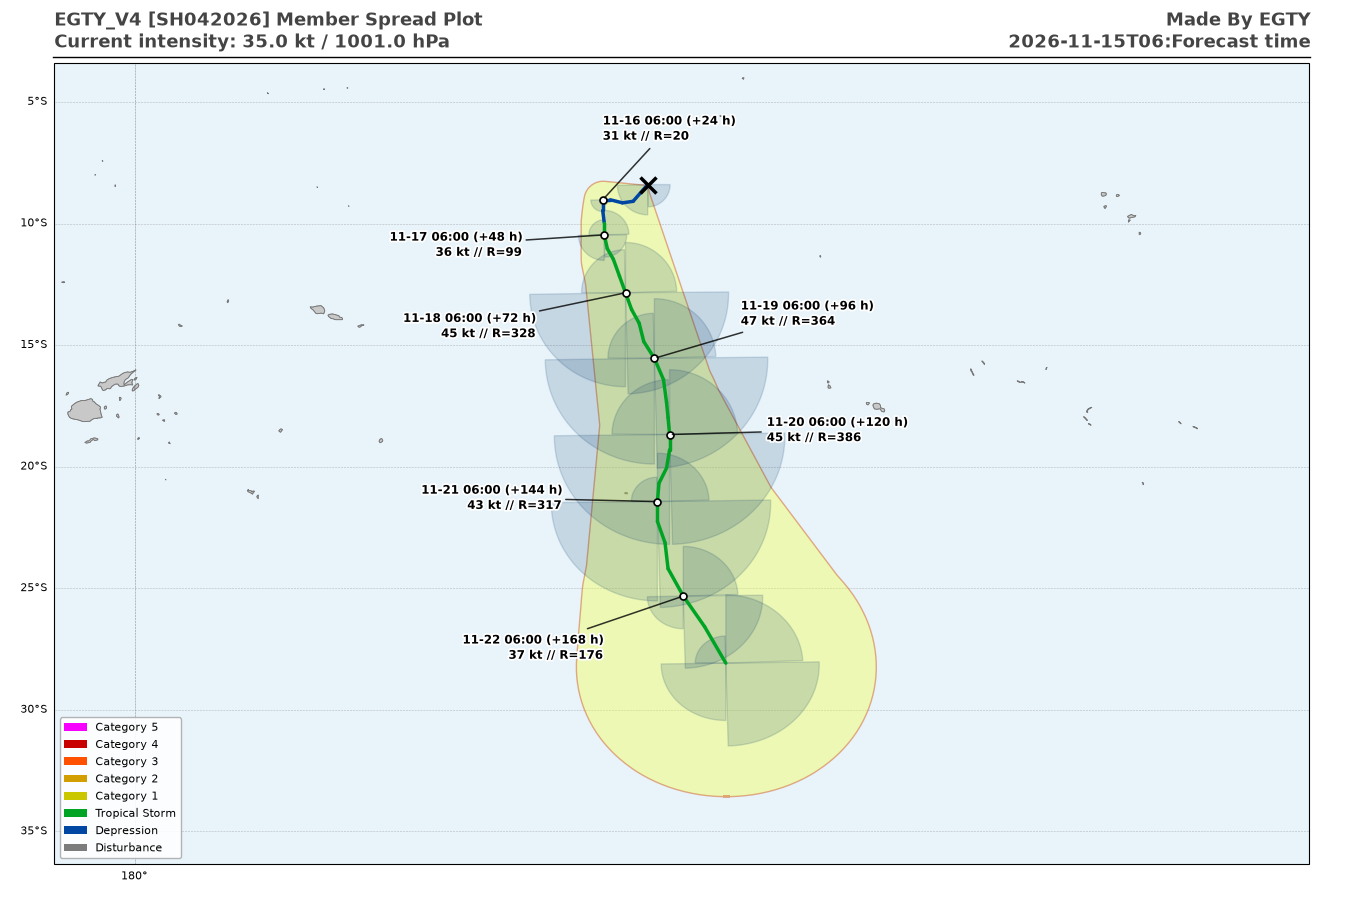 EGTY_V4 [SH042026] Member Spread Plot
Current intensity: 35.0 kt / 1001.0 hPa
Made By EGTY
2026-11-15T06:Forecast time
5°S
10°S
15°S
20°S
25°S
30°S
35°S
180°
11-16 06:00 (+24 h)
31 kt // R=20
11-17 06:00 (+48 h)
36 kt // R=99
11-18 06:00 (+72 h)
45 kt // R=328
11-19 06:00 (+96 h)
47 kt // R=364
11-20 06:00 (+120 h)
45 kt // R=386
11-21 06:00 (+144 h)
43 kt // R=317
11-22 06:00 (+168 h)
37 kt // R=176
Category 5
Category 4
Category 3
Category 2
Category 1
Tropical Storm
Depression
Disturbance